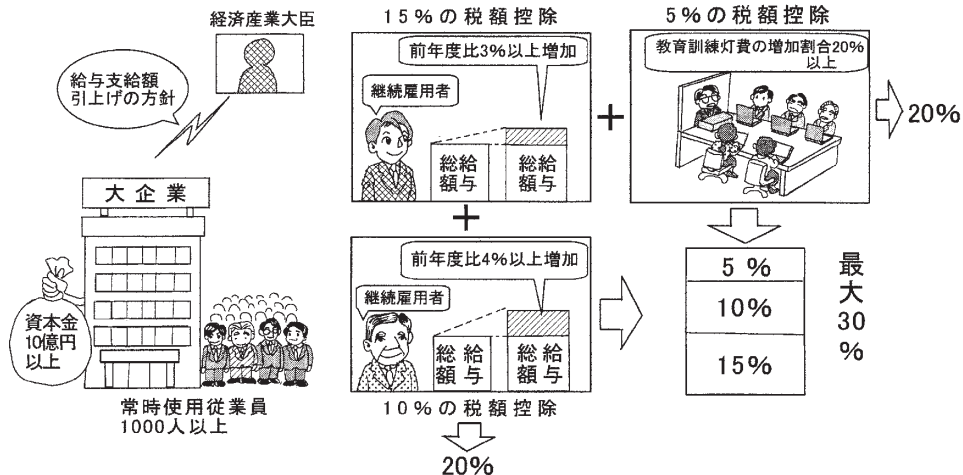 経済産業大臣
給与支給額
引上げの方針
大企業
資本金
10億円
以上
常時使用従業員
1000人以上
15%の税額控除
前年度比3%以上増加
継続雇用者
総給
額与
総給
額与
+
前年度比4%以上増加
継続雇用者
総給
額与
総給
額与
10%の税額控除
20%
+
5%の税額控除
教育訓練灯費の増加割合20%
以上
20%
5%
10%
15%
最大30%